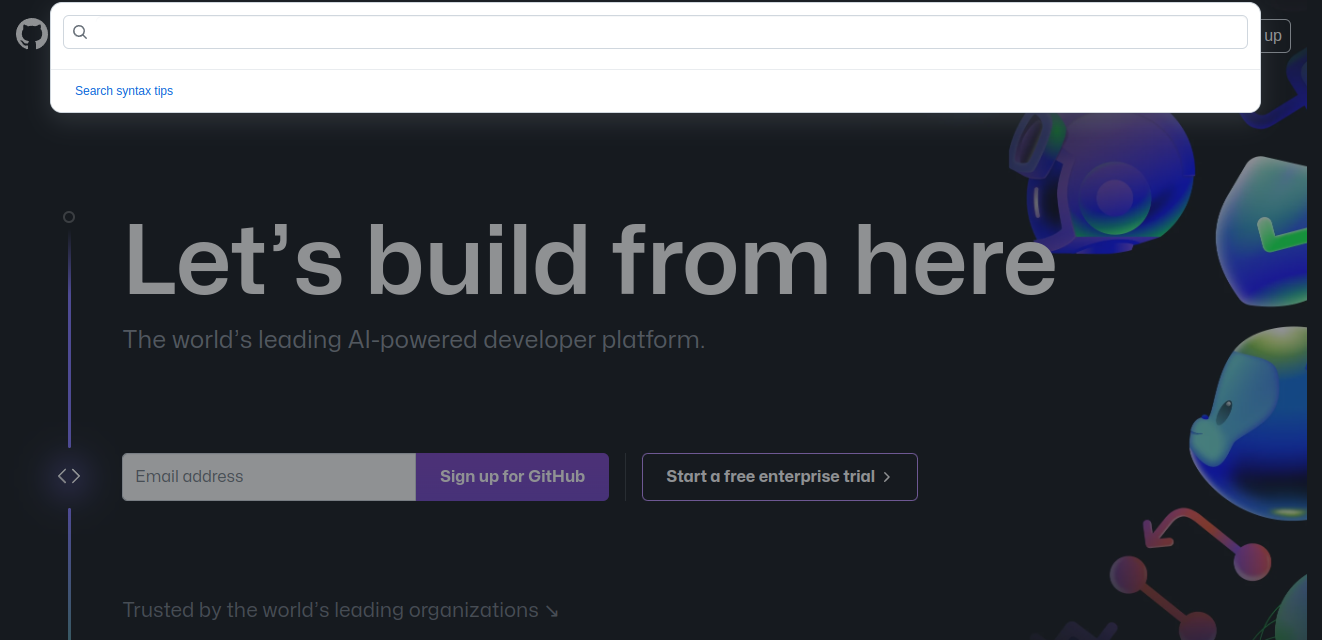 up
Search syntax tips
Let’s build from here
The world’s leading AI-powered developer platform.
Email address
Sign up for GitHub
Start a free enterprise trial
Trusted by the world’s leading organizations ↘